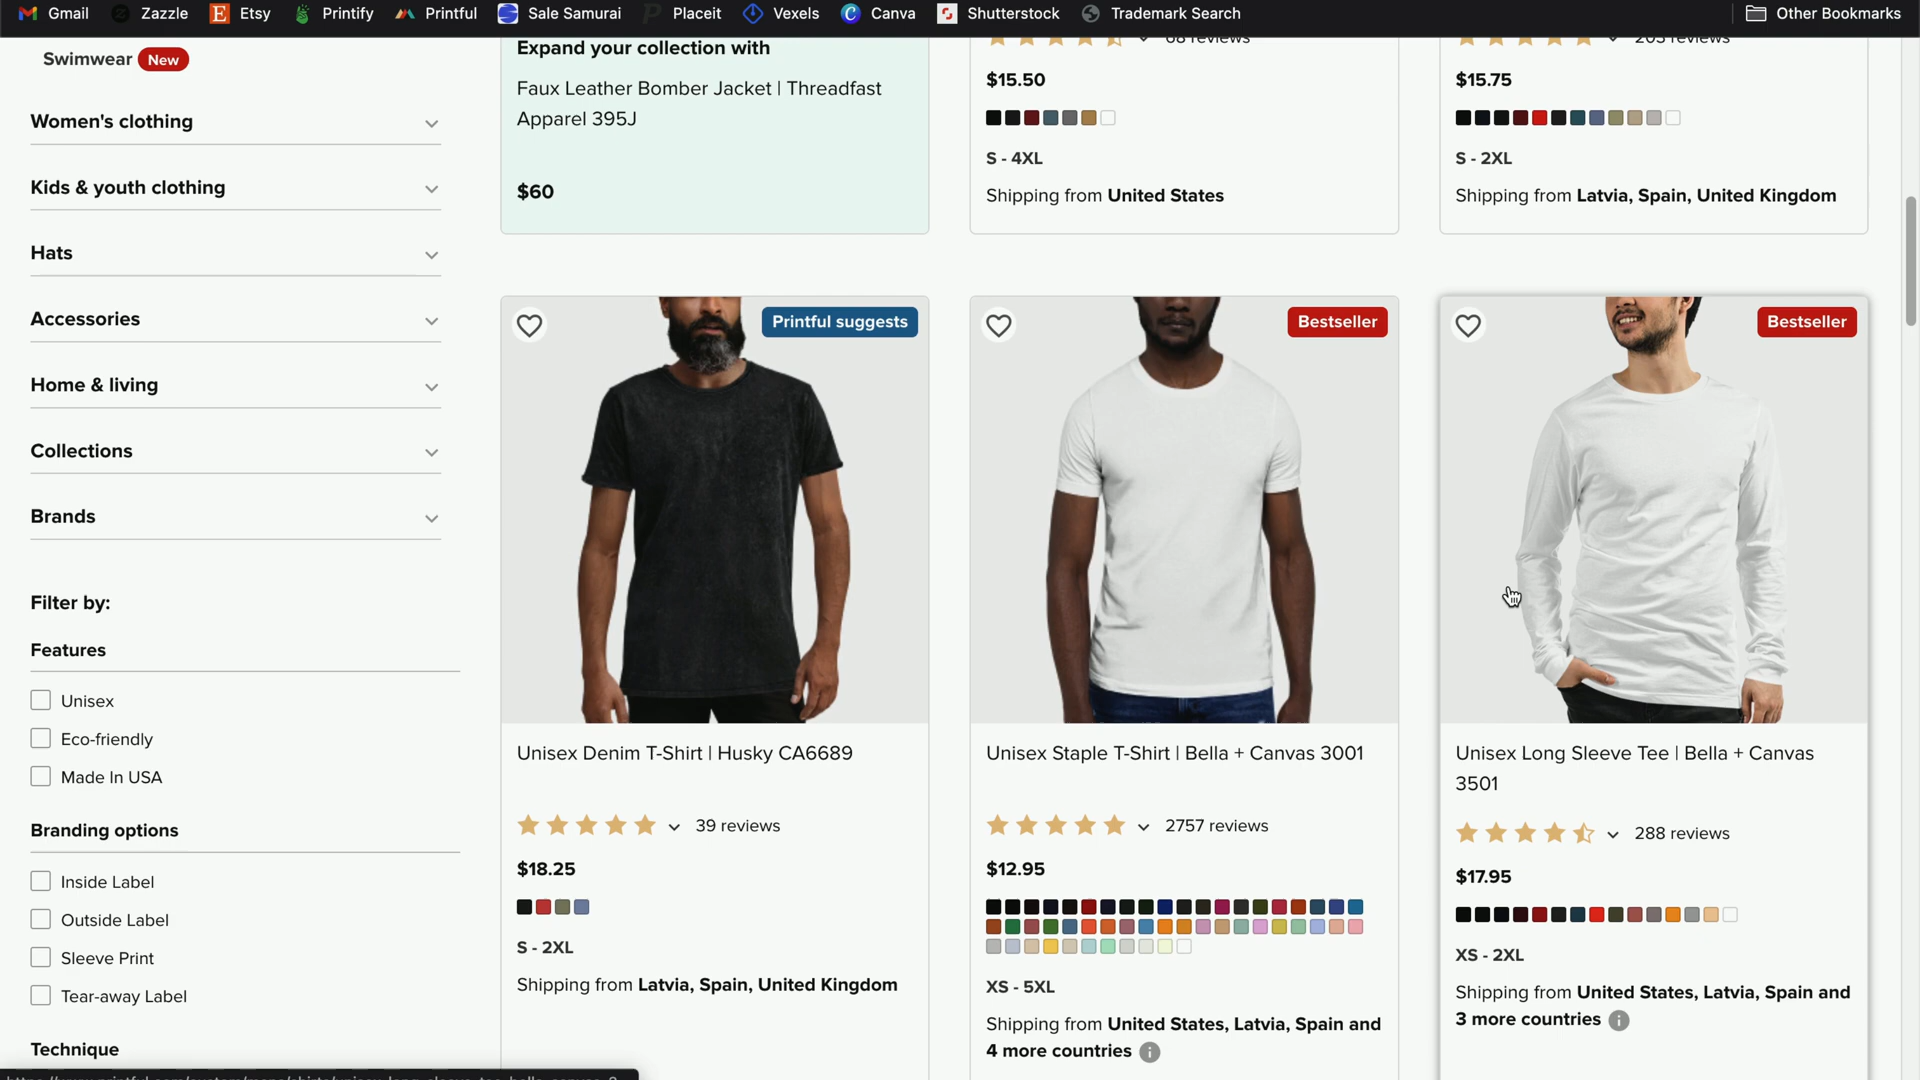 Gmail Zazzle Etsy Printify Printful Sale Samurai Placeit Vexels Canva Shutterstock Trademark Search Other Bookmarks
Swimwear New
Women's clothing
Kids & youth clothing
Hats
Accessories
Home & living
Collections
Brands
Filter by:
Features
Unisex
Eco-friendly
Made In USA
Branding options
Inside Label
Outside Label
Sleeve Print
Tear-away Label
Technique
Expand your collection with
Faux Leather Bomber Jacket | Threadfast
Apparel 395J
$60
68 reviews
$15.50
S - 4XL
Shipping from United States
203 reviews
$15.75
S - 2XL
Shipping from Latvia, Spain, United Kingdom
Printful suggests
Unisex Denim T-Shirt | Husky CA6689
39 reviews
$18.25
S - 2XL
Shipping from Latvia, Spain, United Kingdom
Bestseller
Unisex Staple T-Shirt | Bella + Canvas 3001
2757 reviews
$12.95
XS - 5XL
Shipping from United States, Latvia, Spain and
4 more countries i
Bestseller
Unisex Long Sleeve Tee | Bella + Canvas
3501
288 reviews
$17.95
XS - 2XL
Shipping from United States, Latvia, Spain and
3 more countries i